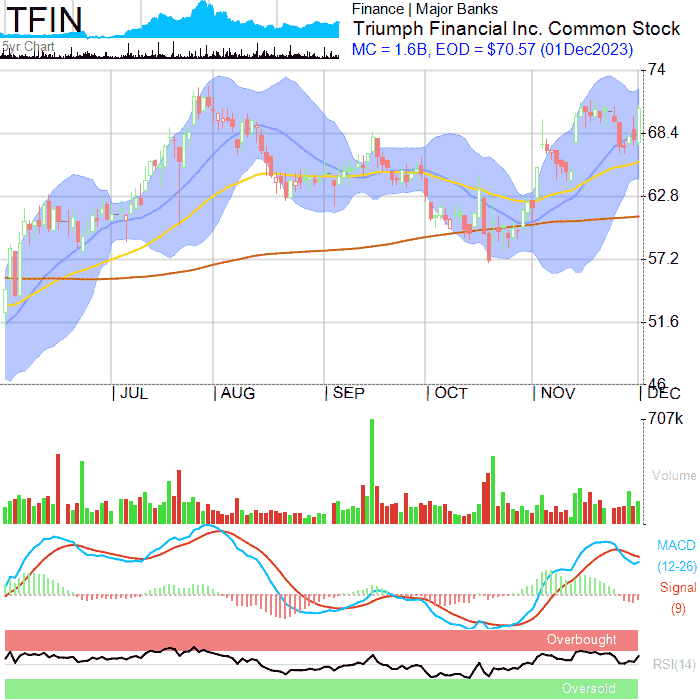 TFIN
5yr Chart
Finance | Major Banks
Triumph Financial Inc. Common Stock
MC = 1.6B, EOD = $70.57 (01Dec2023)
74
68.4
62.8
57.2
51.6
46
| JUL | AUG | SEP | OCT | NOV | DEC
707k
Volume
MACD
(12-26)
Signal
(9)
Overbought
RSI(14)
Oversold